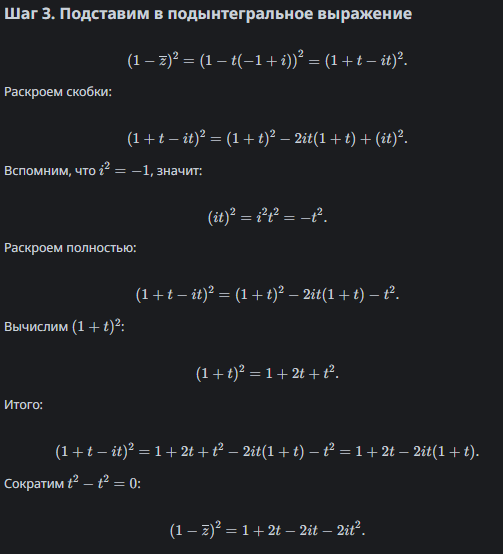 Шаг 3. Подставим в подынтегральное выражение
(1 − z̅)² = (1 − t(−1 + i))² = (1 + t − it)².
Раскроем скобки:
(1 + t − it)² = (1 + t)² − 2it(1 + t) + (it)².
Вспомним, что i² = −1, значит:
(it)² = i²t² = −t².
Раскроем полностью:
(1 + t − it)² = (1 + t)² − 2it(1 + t) − t².
Вычислим (1 + t)²:
(1 + t)² = 1 + 2t + t².
Итого:
(1 + t − it)² = 1 + 2t + t² − 2it(1 + t) − t² = 1 + 2t − 2it(1 + t).
Сократим t² − t² = 0:
(1 − z̅)² = 1 + 2t − 2it − 2it².